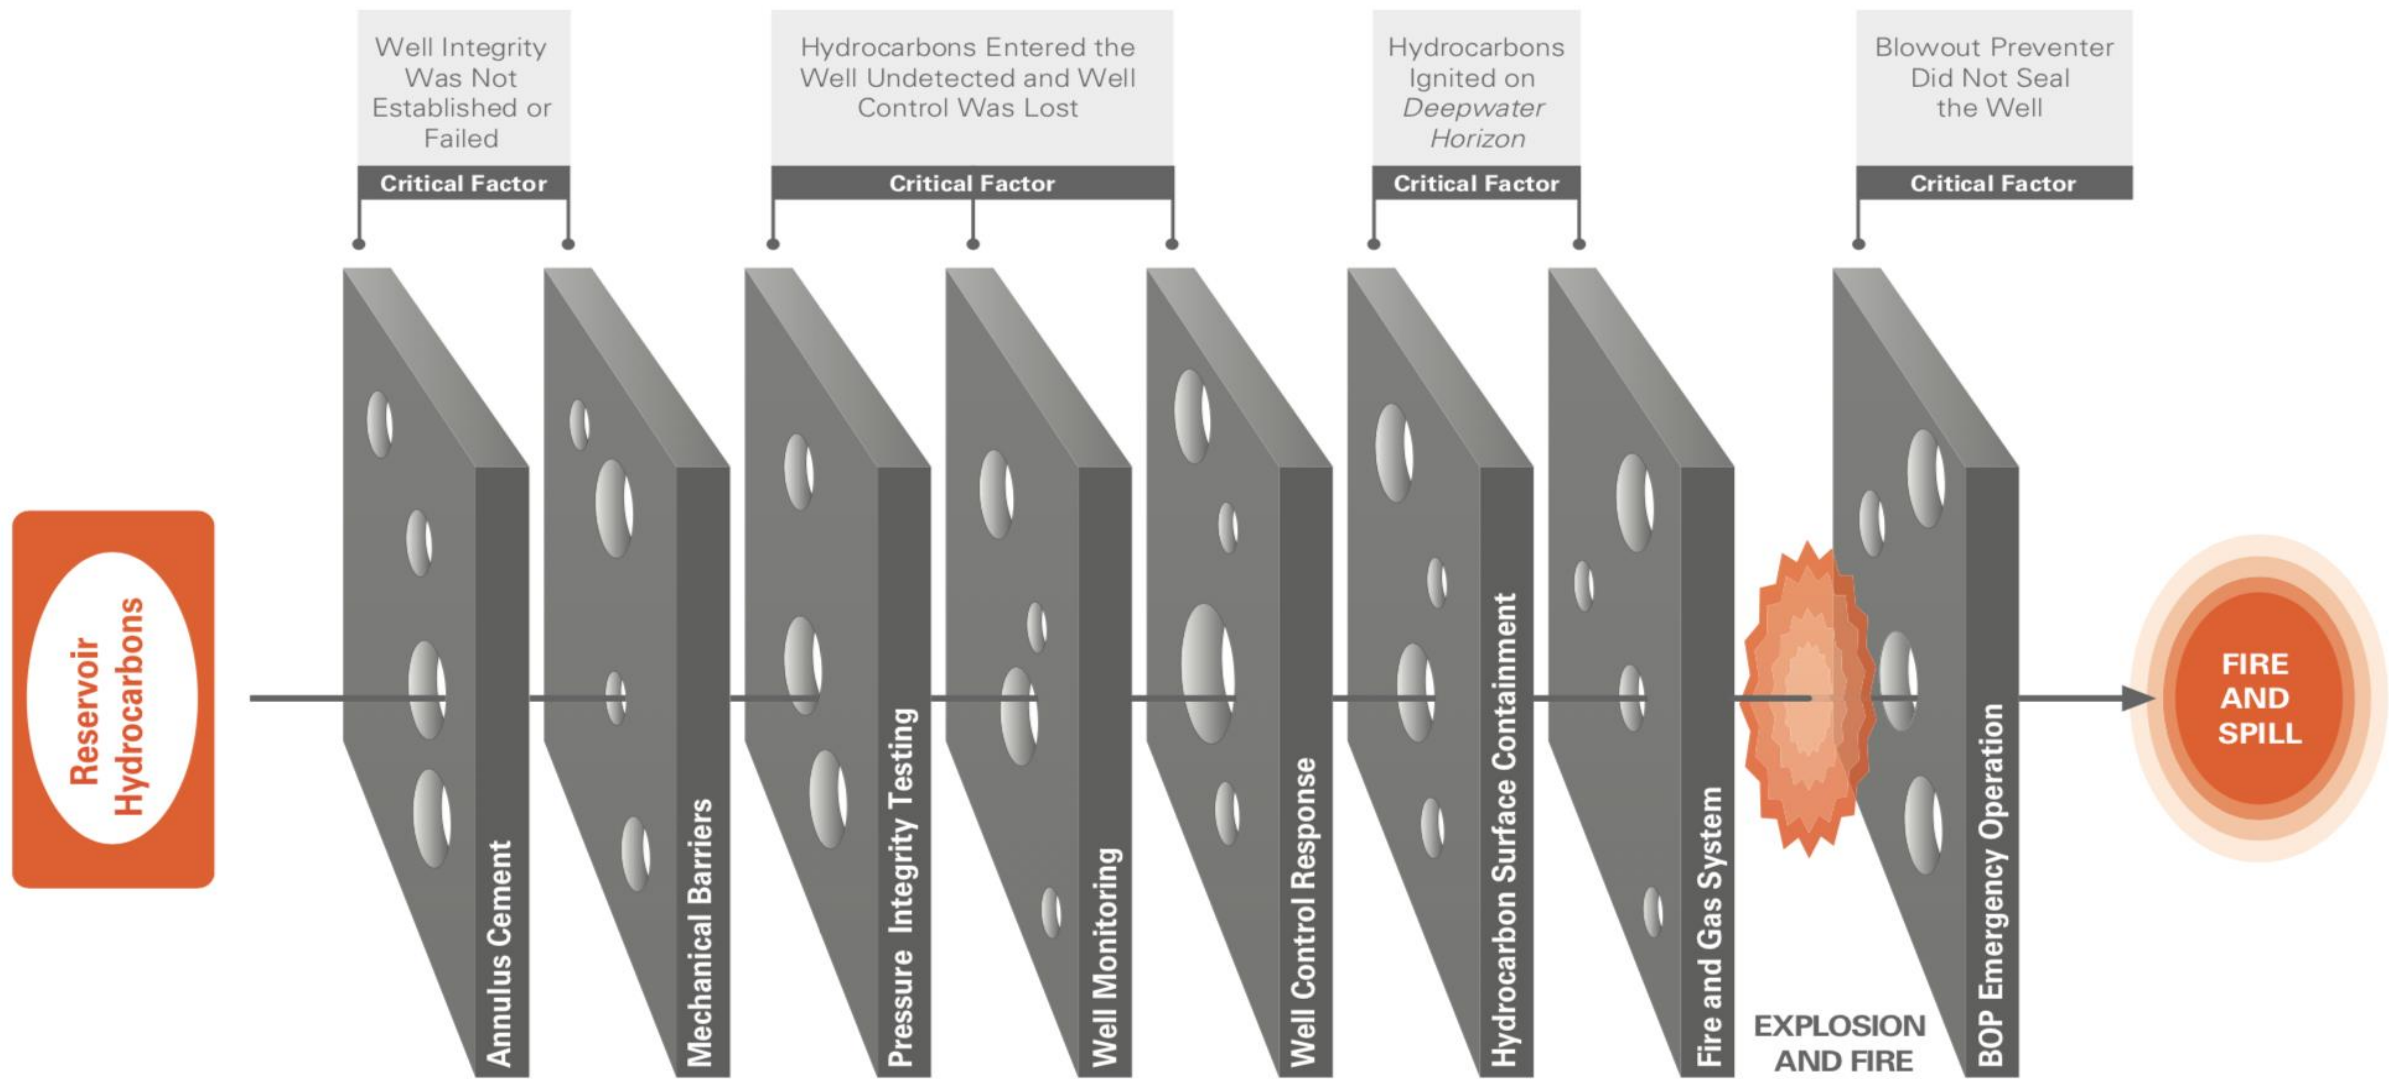 Well Integrity
Was Not
Established or
Failed
Critical Factor
Hydrocarbons Entered the
Well Undetected and Well
Control Was Lost
Critical Factor
Hydrocarbons
Ignited on
Deepwater
Horizon
Critical Factor
Blowout Preventer
Did Not Seal
the Well
Critical Factor
Reservoir
Hydrocarbons
Annulus Cement
Mechanical Barriers
Pressure Integrity Testing
Well Monitoring
Well Control Response
Hydrocarbon Surface Containment
Fire and Gas System
EXPLOSION
AND FIRE
BOP Emergency Operation
FIRE
AND
SPILL